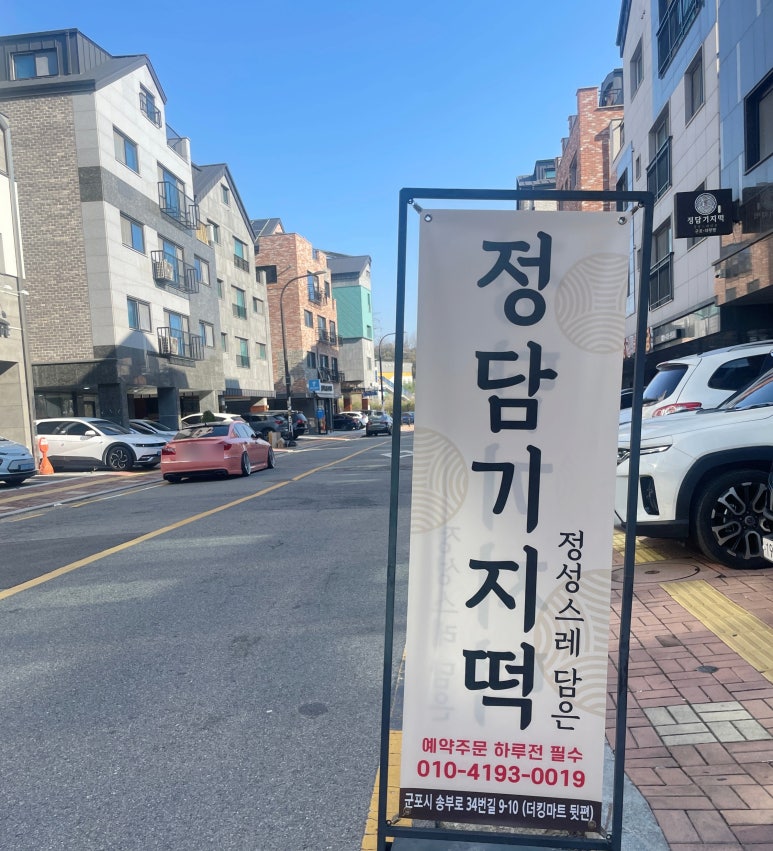 정담기지떡
정성스레 담은
예약주문 하루전 필수
010-4193-0019
군포시 송부로 34번길 9-10 (더킹마트 뒷편)
정담기지떡